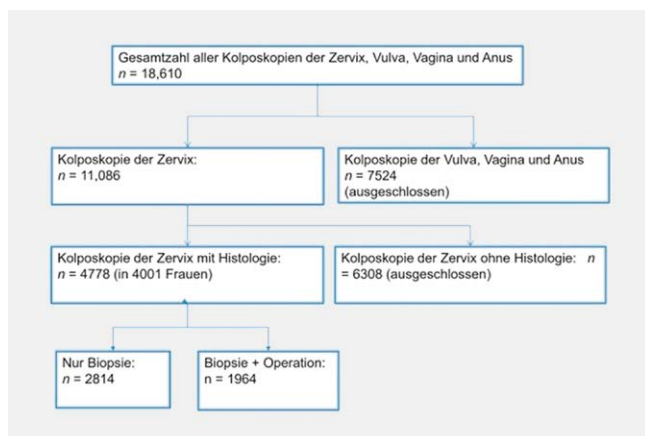 Gesamtzahl aller Kolposkopien der Zervix, Vulva, Vagina und Anus
n = 18,610
Kolposkopie der Zervix:
n = 11,086
Kolposkopie der Vulva, Vagina und Anus
n = 7524
(ausgeschlossen)
Kolposkopie der Zervix mit Histologie:
n = 4778 (in 4001 Frauen)
Kolposkopie der Zervix ohne Histologie: n
= 6308 (ausgeschlossen)
Nur Biopsie:
n = 2814
Biopsie + Operation:
n = 1964